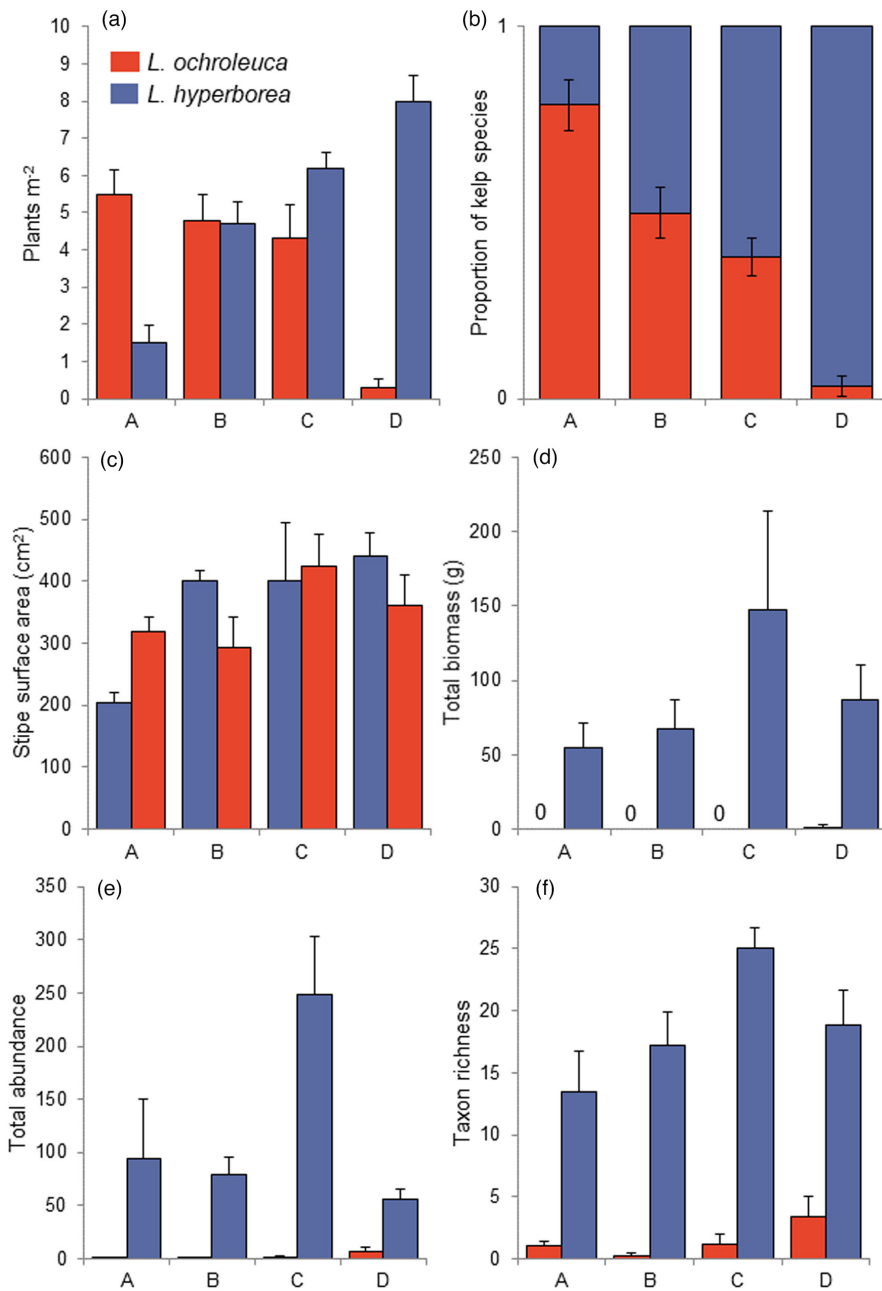 (a)
10
9
8
7
6
5
4
3
2
1
0
Plants m-2
L. ochroleuca
L. hyperborea
A B C D
(b)
1
0
Proportion of kelp species
A B C D
(c)
600
500
400
300
200
100
0
Stipe surface area (cm2)
A B C D
(d)
250
200
150
100
50
0
Total biomass (g)
0 0 0
A B C D
(e)
350
300
250
200
150
100
50
0
Total abundance
A B C D
(f)
30
25
20
15
10
5
0
Taxon richness
A B C D